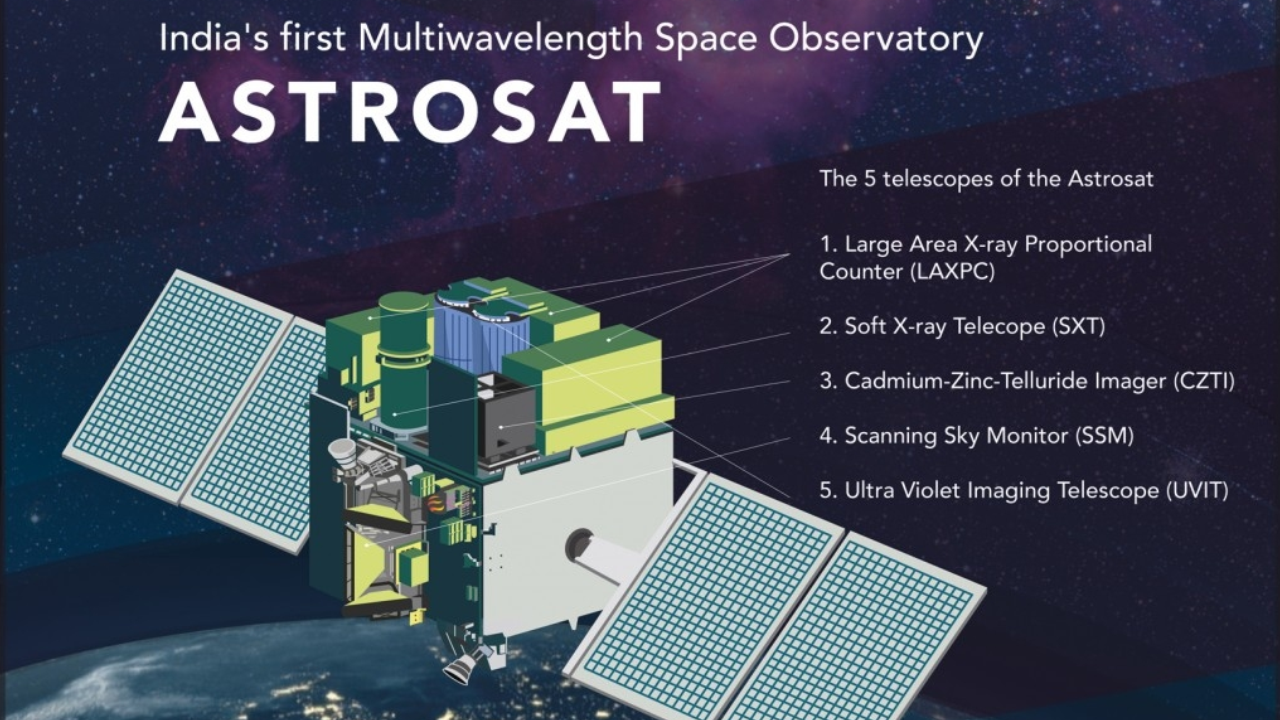 India's first Multiwavelength Space Observatory
ASTROSAT
The 5 telescopes of the Astrosat
1. Large Area X-ray Proportional
Counter (LAXPC)
2. Soft X-ray Telecope (SXT)
3. Cadmium-Zinc-Telluride Imager (CZTI)
4. Scanning Sky Monitor (SSM)
5. Ultra Violet Imaging Telescope (UVIT)